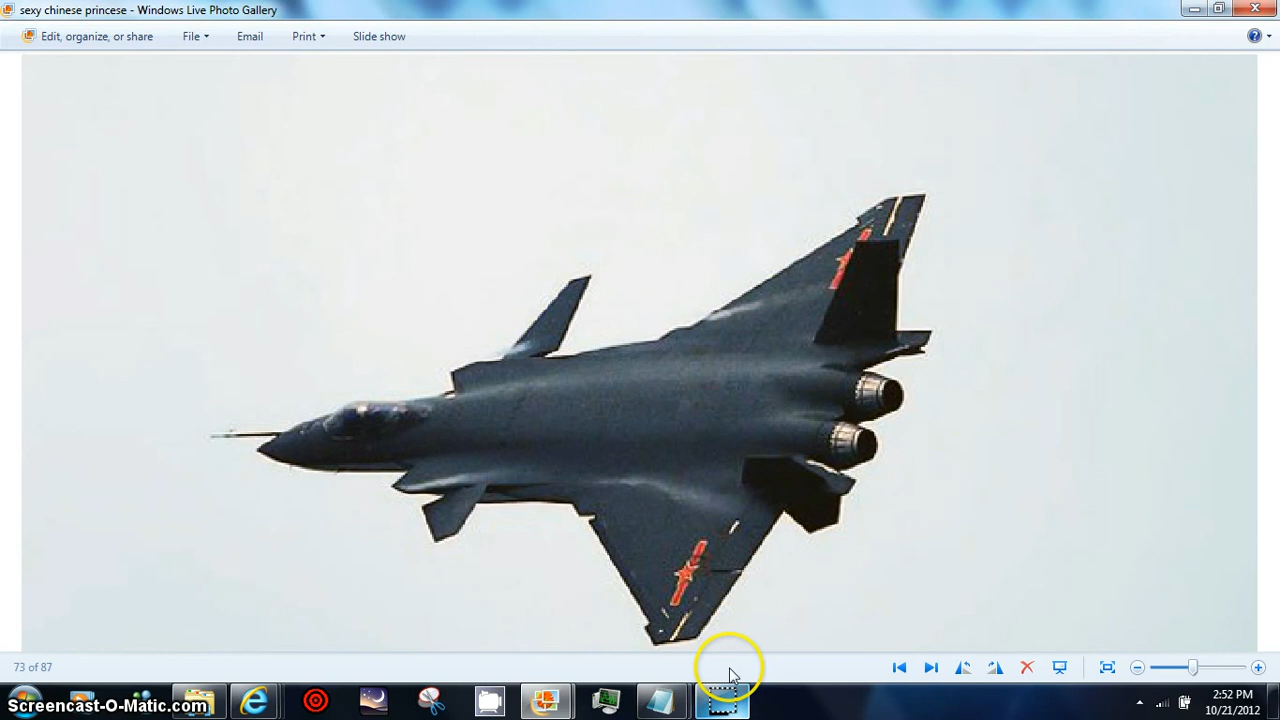 sexy chinese princese - Windows Live Photo Gallery
Edit, organize, or share File Email Print Slide show
73 of 87
Screencast-O-Matic.com
2:52 PM
10/21/2012